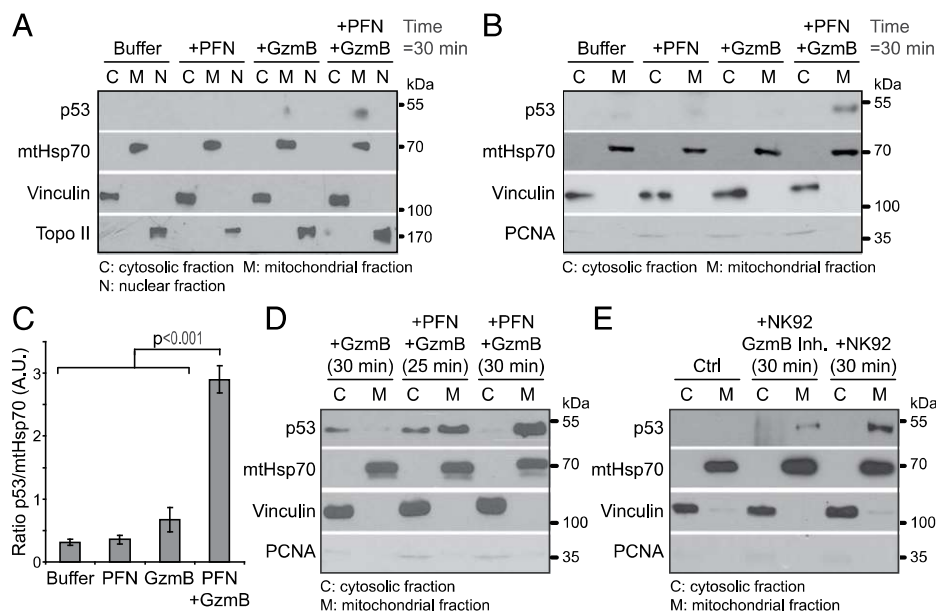 A
+PFN Time
Buffer +PFN +GzmB +GzmB =30 min
C M N C M N C M N C M N kDa
p53 55
mtHsp70 70
Vinculin 100
Topo II 170
C: cytosolic fraction M: mitochondrial fraction
N: nuclear fraction
B
+PFN Time
Buffer +PFN +GzmB +GzmB =30 min
C M C M C M C M kDa
p53 55
mtHsp70 70
Vinculin 100
PCNA 35
C: cytosolic fraction M: mitochondrial fraction
C
p<0.001
Ratio p53/mtHsp70 (A.U.)
3
2
1
0
Buffer PFN GzmB PFN
+GzmB
D
+PFN +PFN
+GzmB +GzmB +GzmB
(30 min) (25 min) (30 min)
C M C M C M kDa
p53 55
mtHsp70 70
Vinculin 100
PCNA 35
C: cytosolic fraction
M: mitochondrial fraction
E
+NK92
GzmB Inh. +NK92
Ctrl (30 min) (30 min)
C M C M C M kDa
p53 55
mtHsp70 70
Vinculin 100
PCNA 35
C: cytosolic fraction
M: mitochondrial fraction